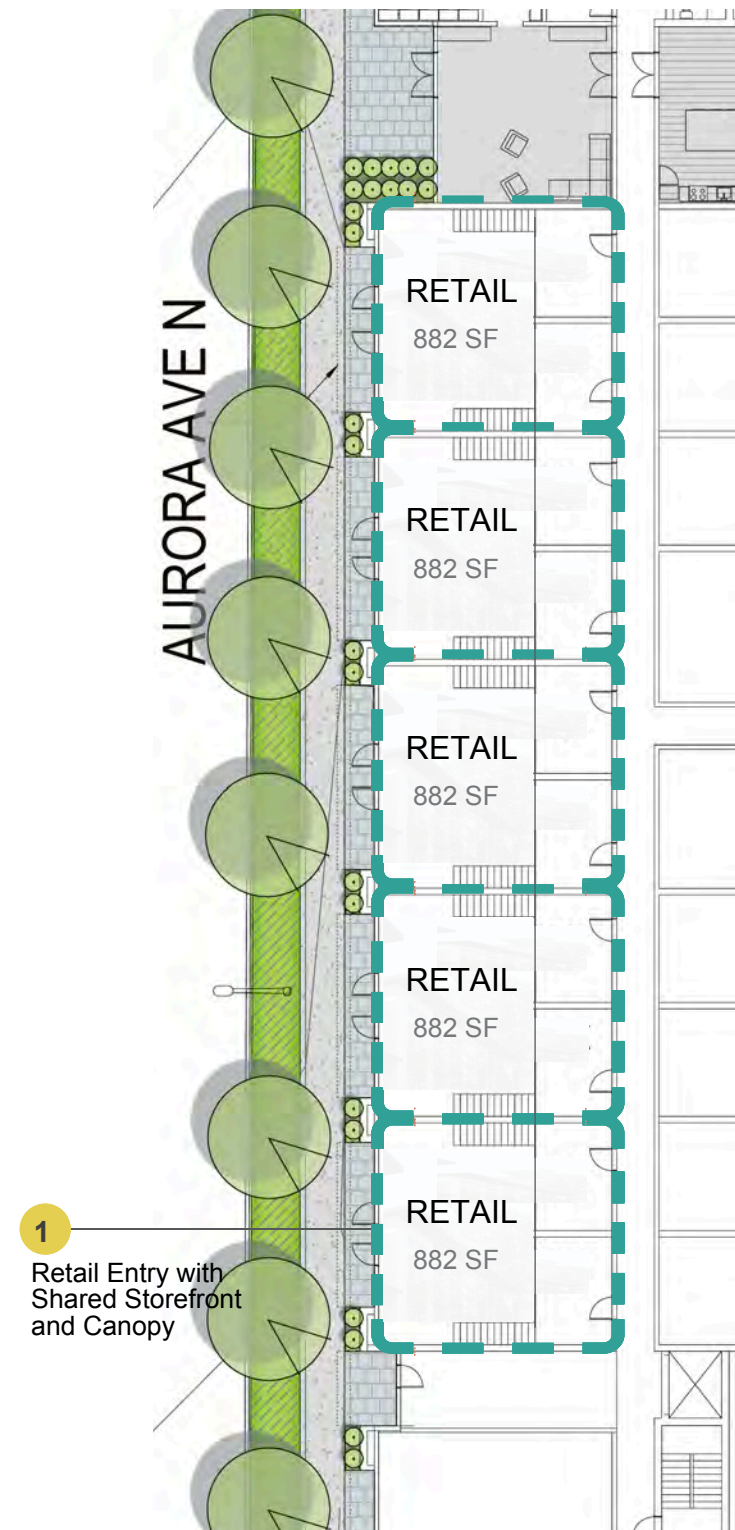 RETAIL
882 SF
AURORA AVE N
RETAIL
882 SF
RETAIL
882 SF
RETAIL
882 SF
RETAIL
882 SF
1
Retail Entry with
Shared Storefront
and Canopy